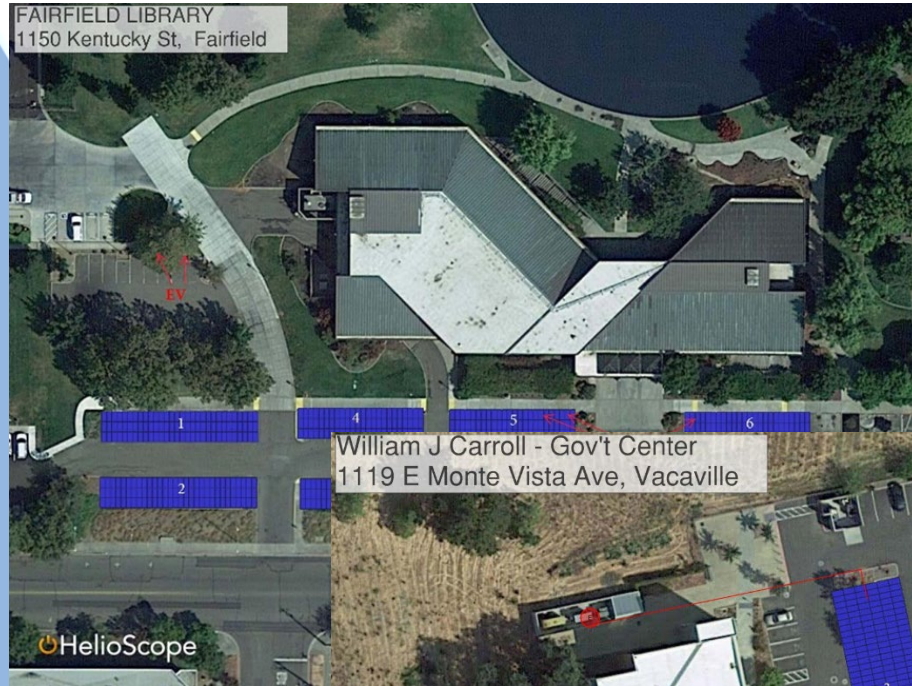 FAIRFIELD LIBRARY
1150 Kentucky St, Fairfield
EV
1
4
5
6
2
William J Carroll - Gov't Center
1119 E Monte Vista Ave, Vacaville
HelioScope